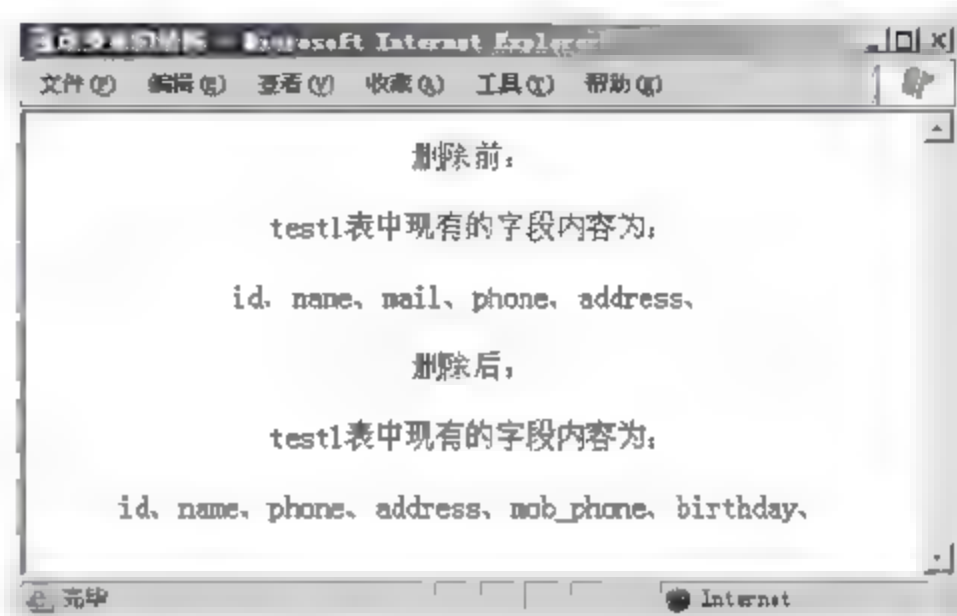 Microsoft Internet Explorer
文件(F) 编辑(E) 查看(V) 收藏(A) 工具(T) 帮助(H)
删除前：
test1表中现有的字段内容为：
id、name、mail、phone、address、
删除后：
test1表中现有的字段内容为：
id、name、phone、address、mob_phone、birthday、
完毕
Internet